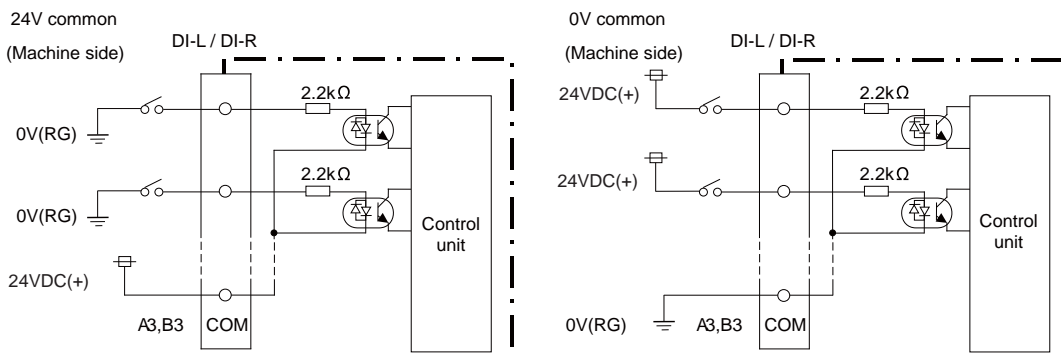 24V common
(Machine side)
DI-L / DI-R
2.2kΩ
0V(RG)
2.2kΩ
0V(RG)
Control
unit
24VDC(+)
A3,B3
COM
0V common
(Machine side)
DI-L / DI-R
24VDC(+)
2.2kΩ
24VDC(+)
2.2kΩ
Control
unit
0V(RG)
A3,B3
COM